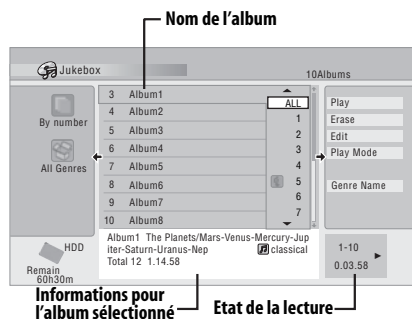 Nom de l'album
Jukebox
10Albums
3 Album1
4 Album2
5 Album3
6 Album4
7 Album5
8 Album6
9 Album7
10 Album8
ALL
1
2
3
4
5
6
7
By number
All Genres
Play
Erase
Edit
Play Mode
Genre Name
HDD
Remain
60h30m
Album1 The Planets/Mars-Venus-Mercury-Jup
iter-Saturn-Uranus-Nep classical
Total 12 1.14.58
1-10
0.03.58
Informations pour
l'album sélectionné
Etat de la lecture